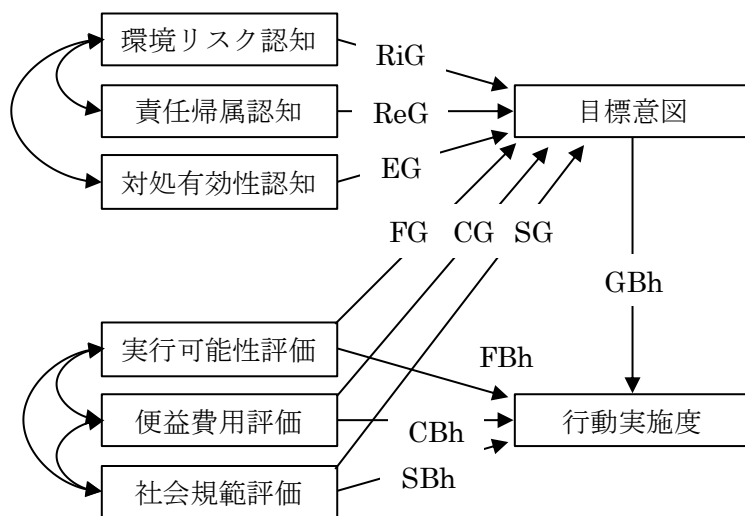 環境リスク認知
RiG
責任帰属認知
ReG
目標意図
対処有効性認知
EG
FG CG SG
GBh
実行可能性評価
FBh
便益費用評価
CBh
行動実施度
社会規範評価
SBh